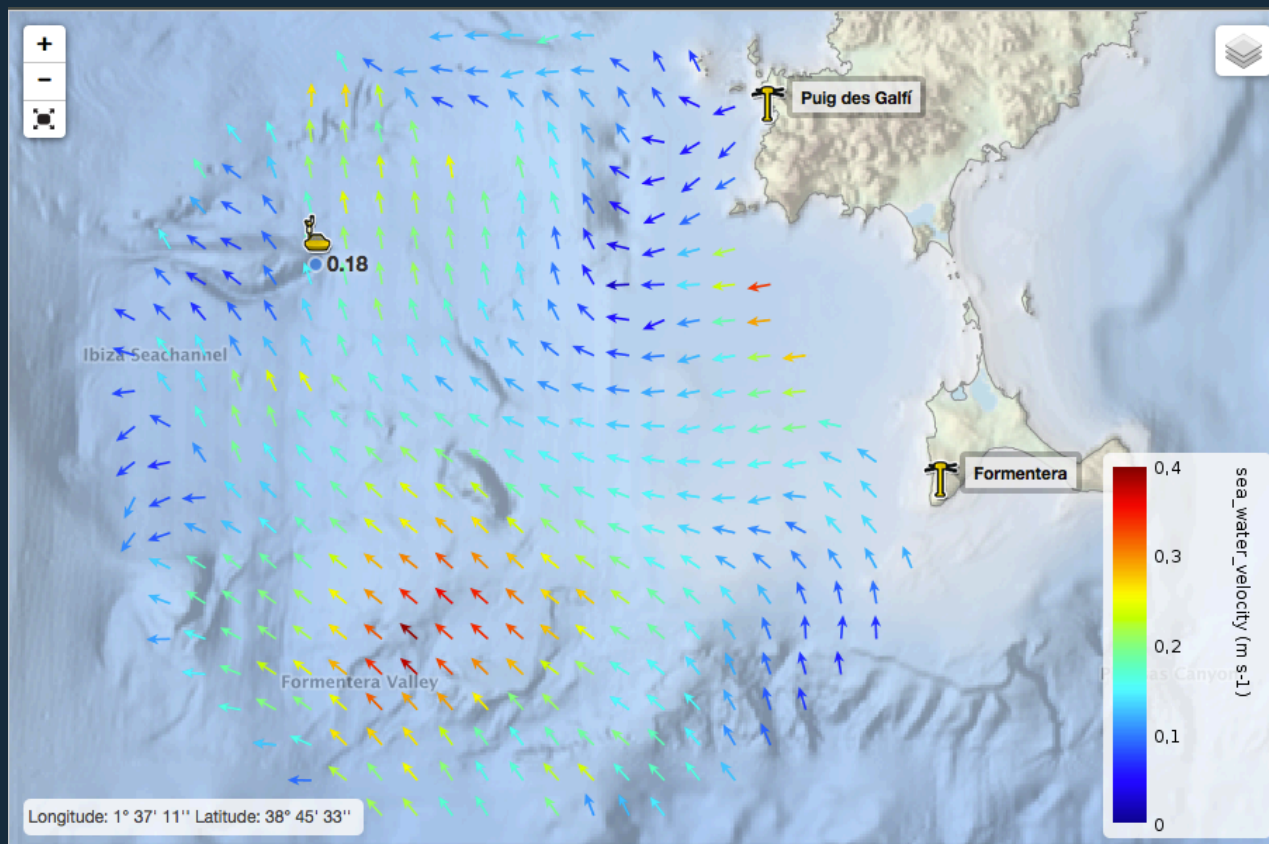 +
−
Puig des Galfí
0.18
Ibiza Seachannel
Formentera
Formentera Valley
0,4
0,3
0,2
0,1
0
sea_water_velocity (m s-1)
Longitude: 1° 37' 11'' Latitude: 38° 45' 33''